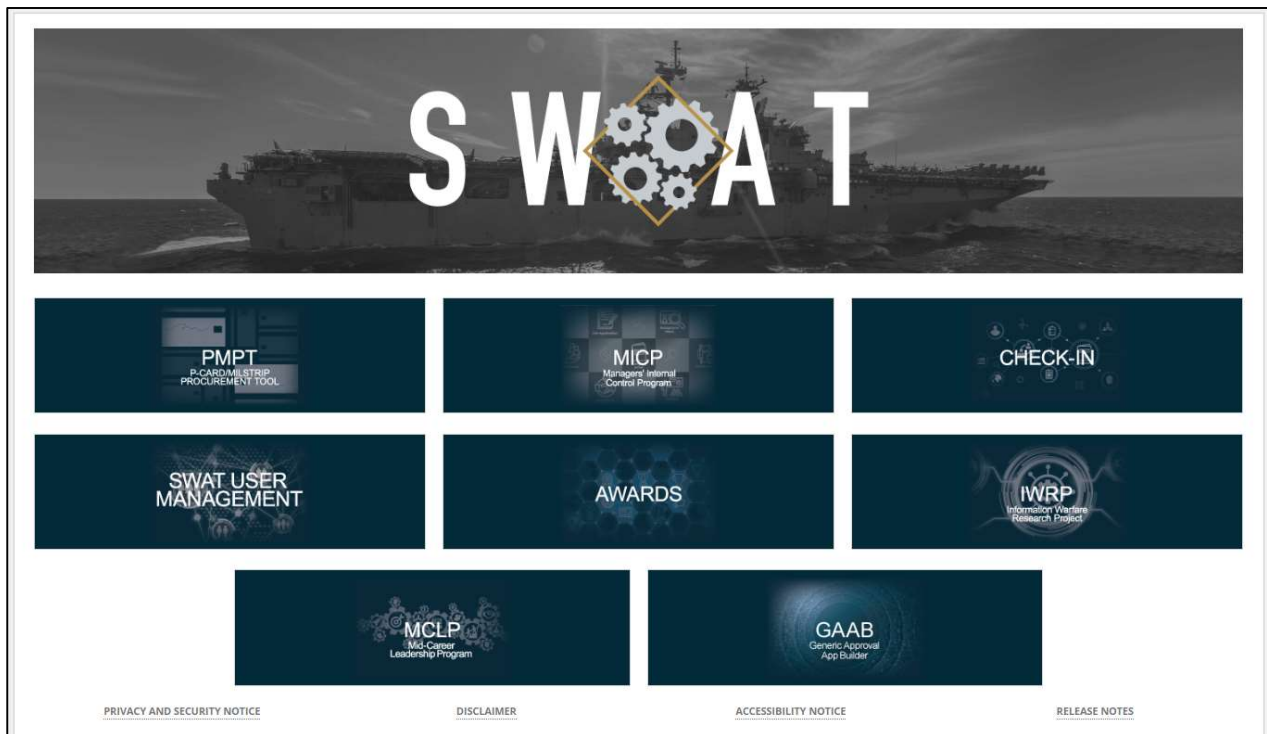 SWAT
PMPT
P-CARD/MILSTRIP
PROCUREMENT TOOL
MICP
Managers' Internal
Control Program
CHECK-IN
SWAT USER
MANAGEMENT
AWARDS
IWRP
Information Warfare
Research Project
MCLP
Mid-Career
Leadership Program
GAAB
Generic Approval
App Builder
PRIVACY AND SECURITY NOTICE
DISCLAIMER
ACCESSIBILITY NOTICE
RELEASE NOTES